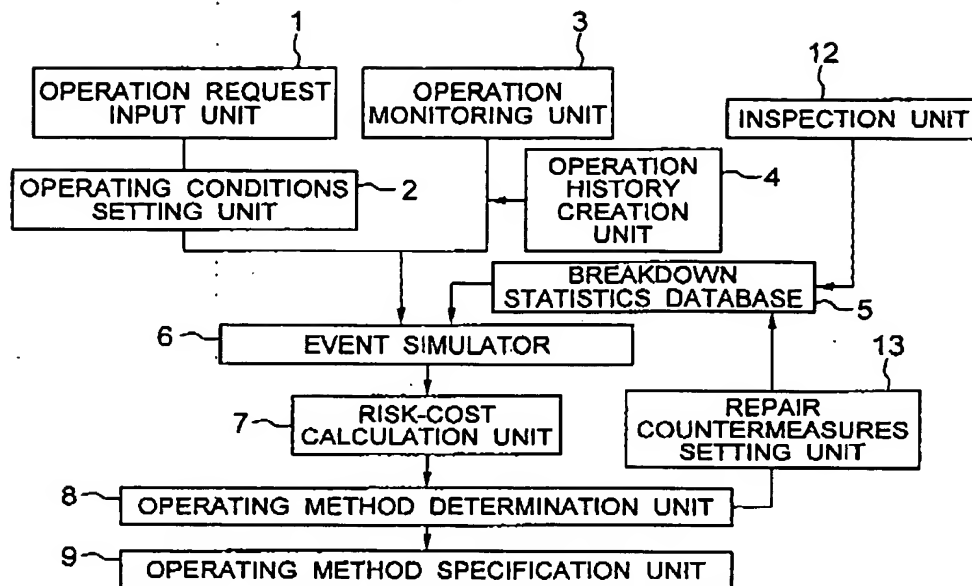 1
3
12
OPERATION REQUEST
INPUT UNIT
OPERATION
MONITORING UNIT
INSPECTION UNIT
OPERATING CONDITIONS
SETTING UNIT
2
OPERATION
HISTORY
CREATION
UNIT
4
BREAKDOWN
STATISTICS DATABASE
5
6
EVENT SIMULATOR
13
7
RISK-COST
CALCULATION UNIT
REPAIR
COUNTERMEASURES
SETTING UNIT
8
OPERATING METHOD DETERMINATION UNIT
9
OPERATING METHOD SPECIFICATION UNIT